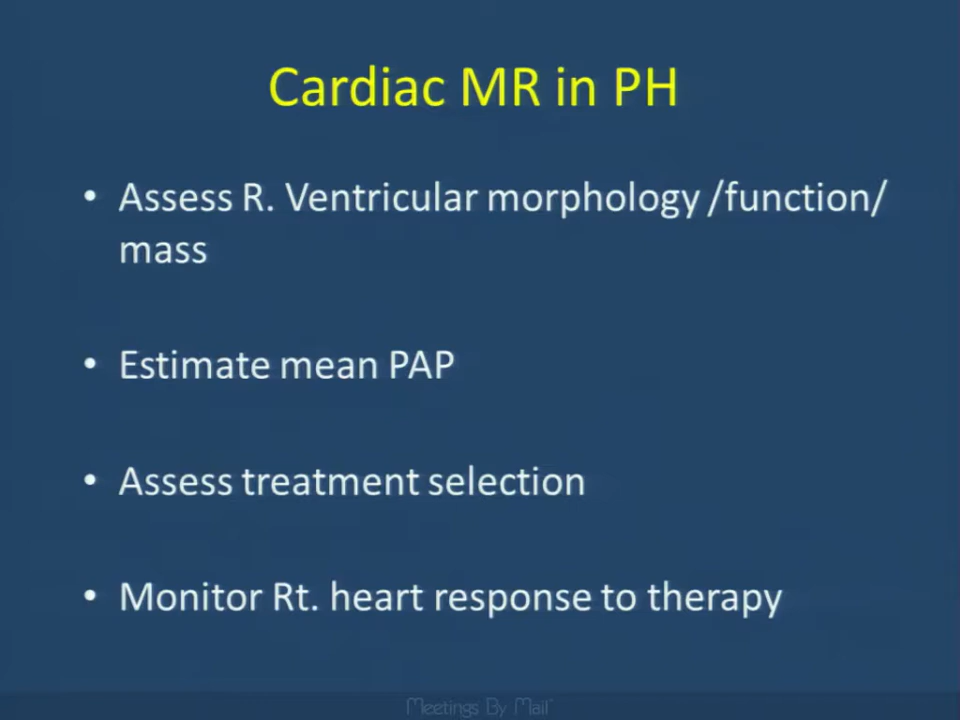 Cardiac MR in PH
• Assess R. Ventricular morphology /function/
mass
• Estimate mean PAP
• Assess treatment selection
• Monitor Rt. heart response to therapy
Meetings By Mail